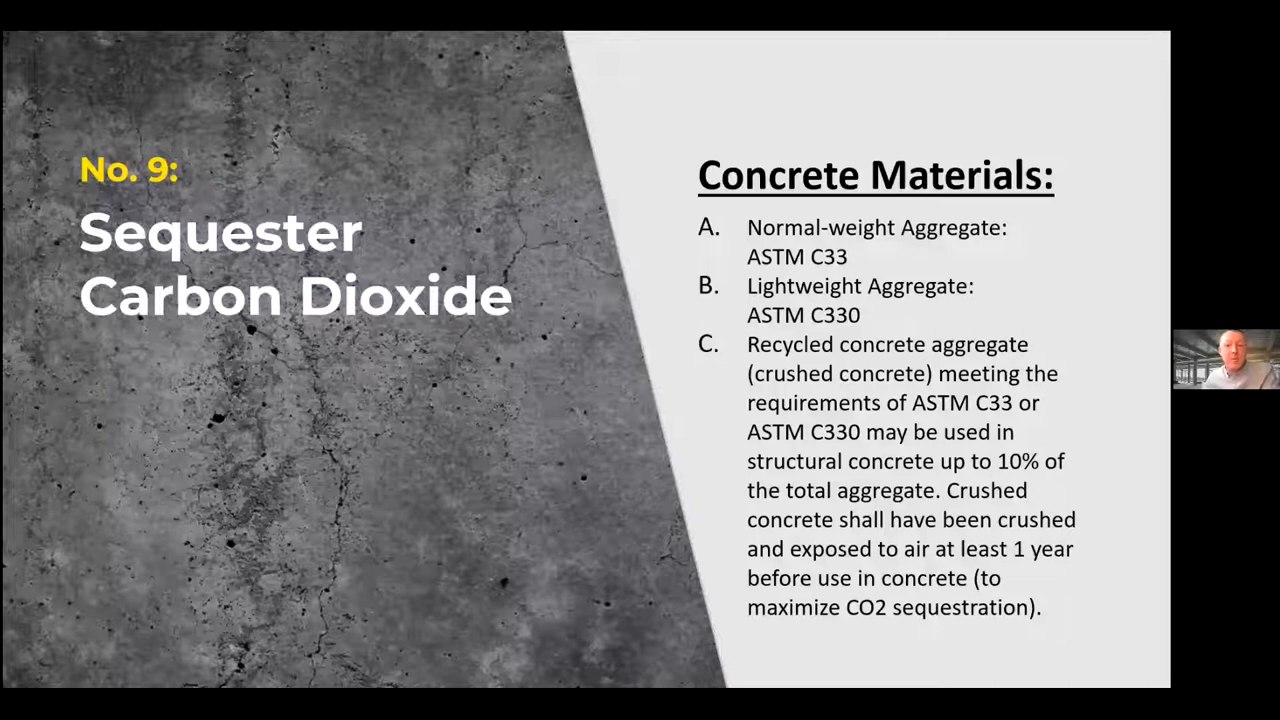 No. 9:
Sequester
Carbon Dioxide
Concrete Materials:
A. Normal-weight Aggregate:
ASTM C33
B. Lightweight Aggregate:
ASTM C330
C. Recycled concrete aggregate
(crushed concrete) meeting the
requirements of ASTM C33 or
ASTM C330 may be used in
structural concrete up to 10% of
the total aggregate. Crushed
concrete shall have been crushed
and exposed to air at least 1 year
before use in concrete (to
maximize CO2 sequestration).